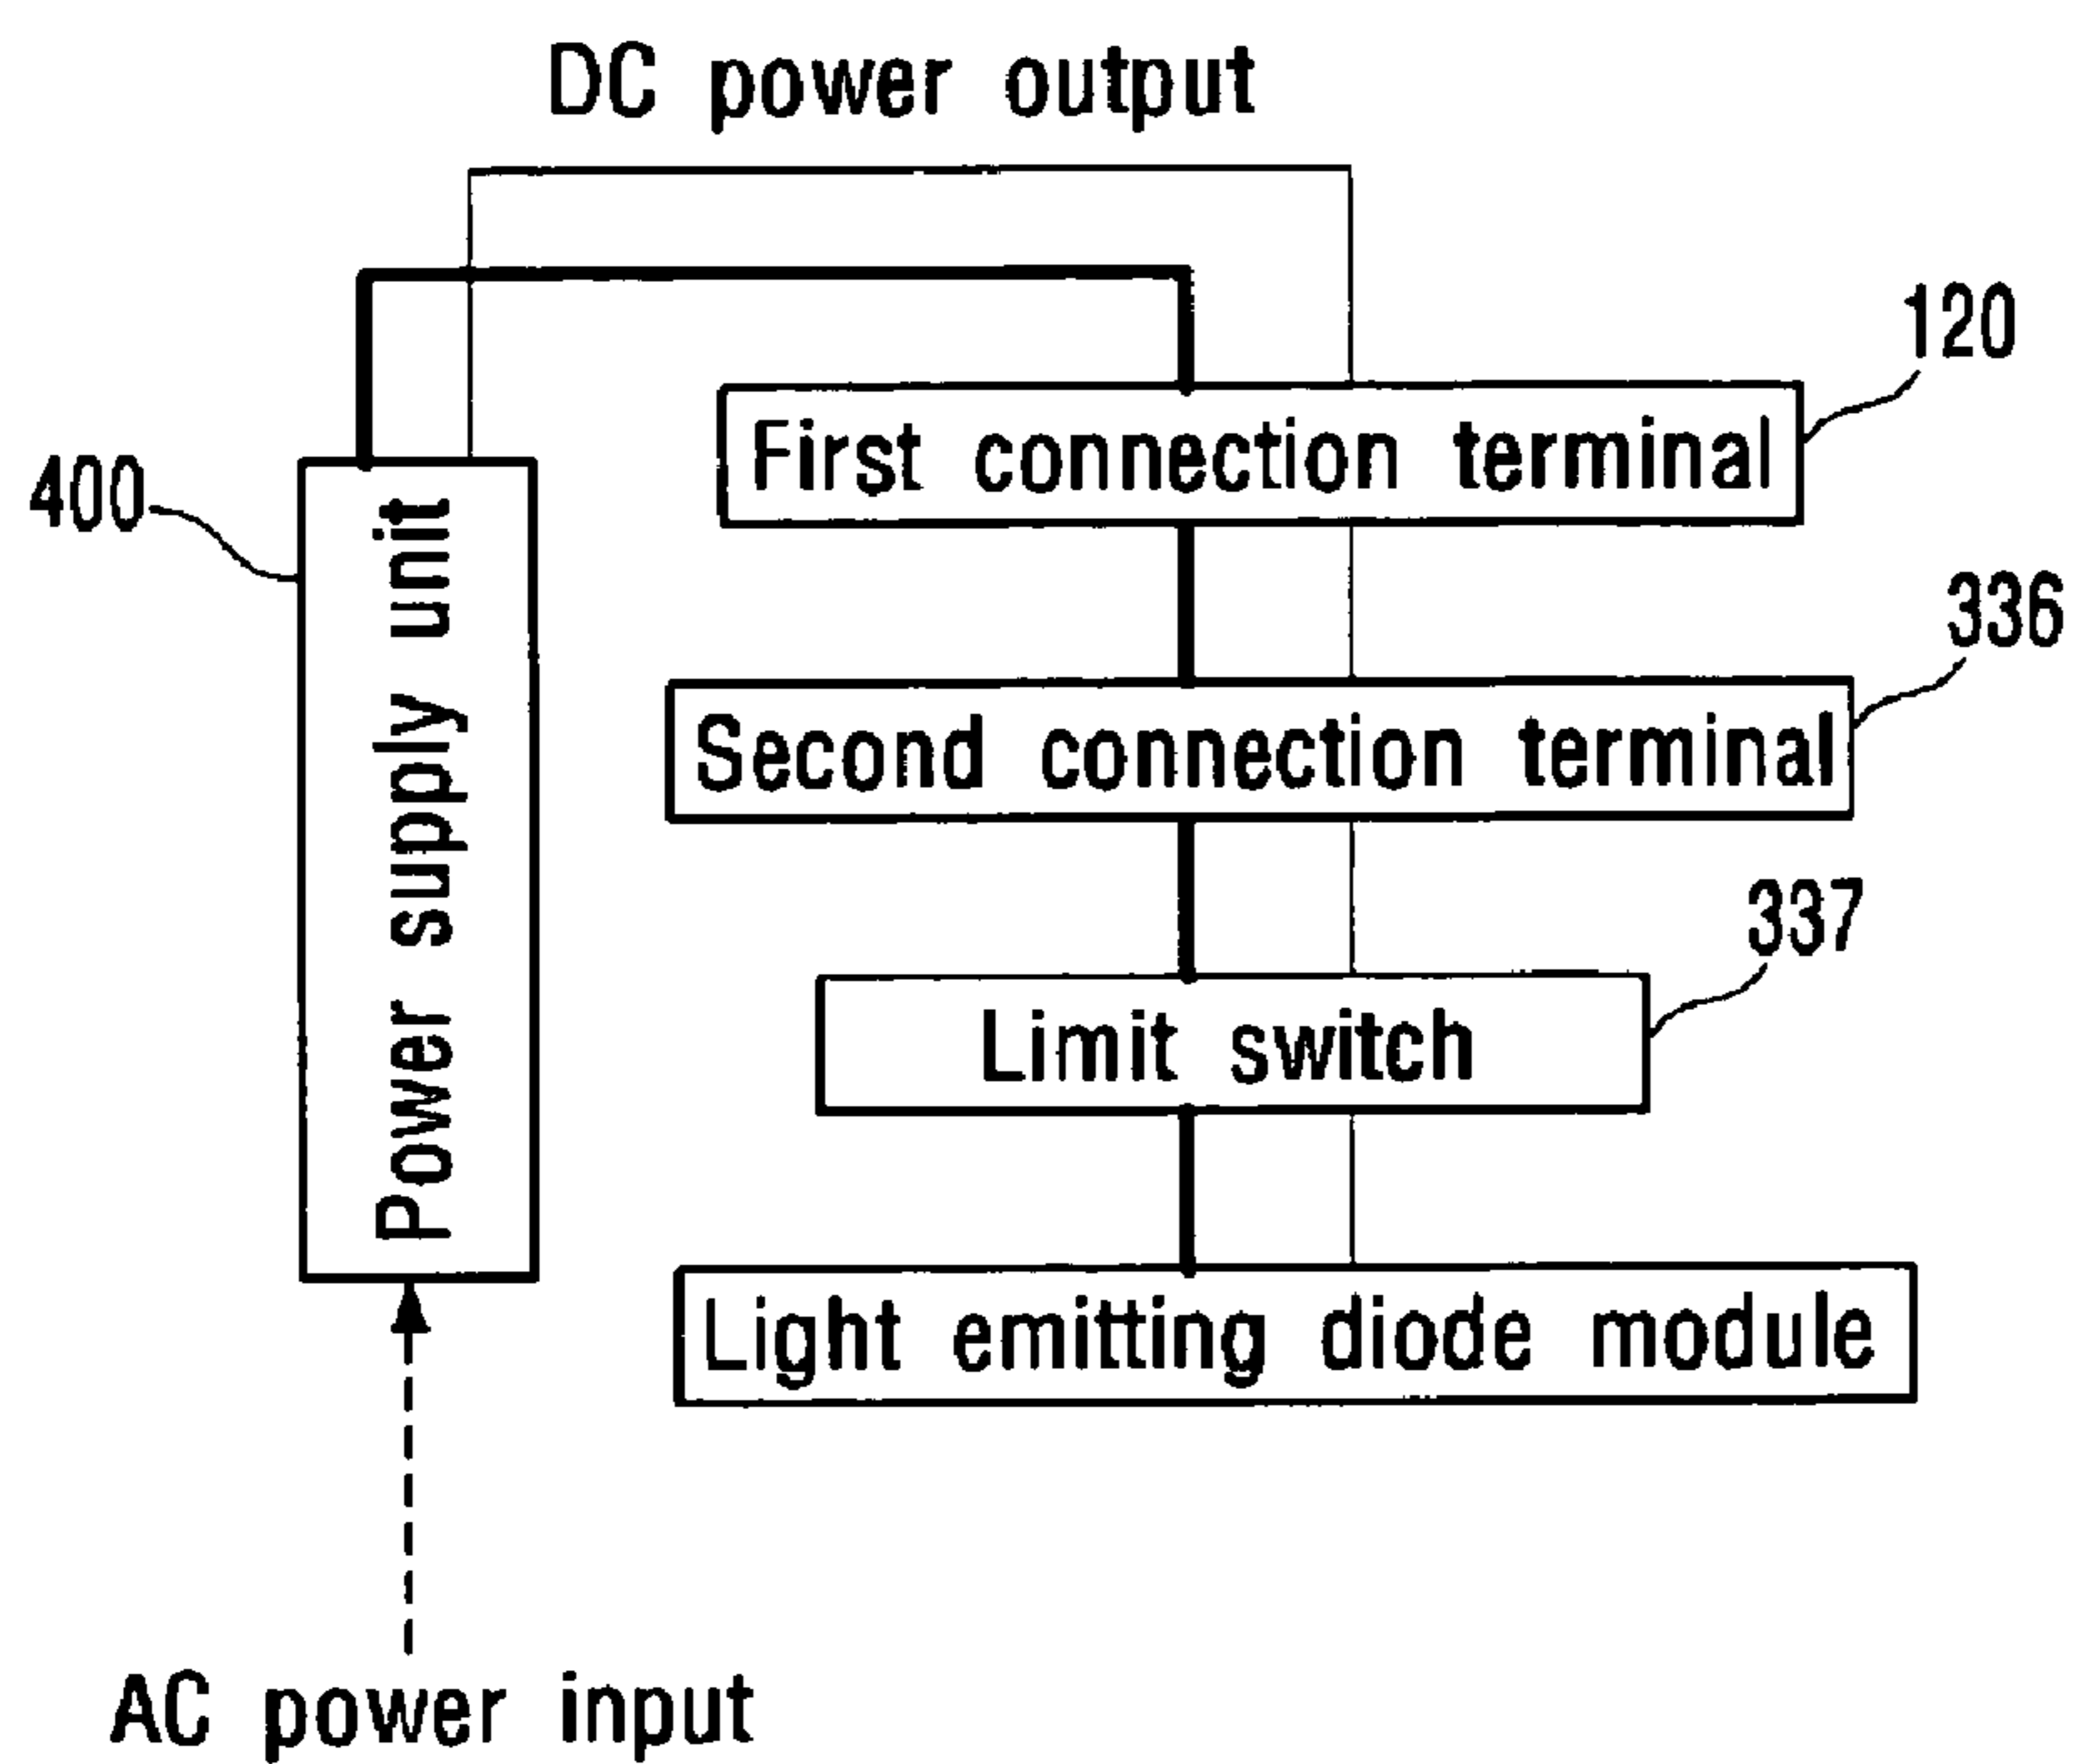 DC power output
120
First connection terminal
400
Power supply unit
336
Second connection terminal
337
Limit switch
Light emitting diode module
AC power input